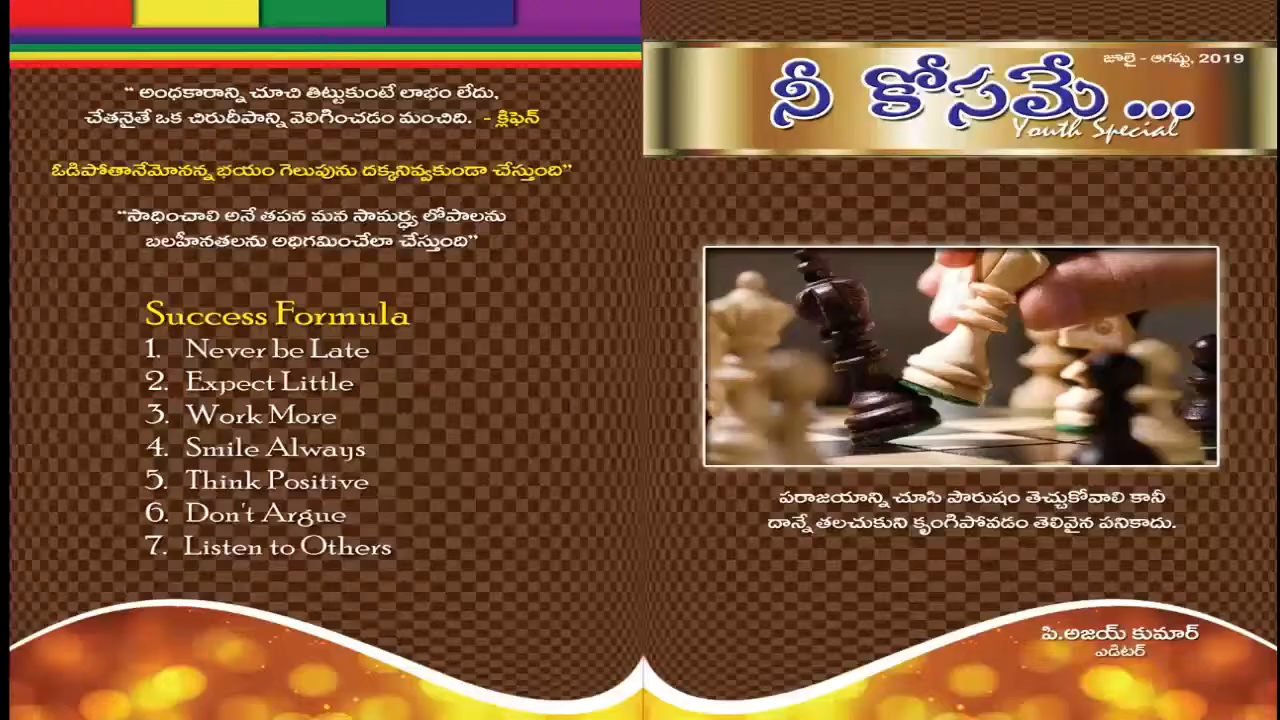 “ అంధకారాన్ని చూచి తిట్టుకుంటే లాభం లేదు,
చేతనైతే ఒక చిరుదీపాన్ని వెలిగించడం మంచిది. - క్లిఫెన్
ఓడిపోతానేమోనన్న భయం గెలుపును దక్కనివ్వకుండా చేస్తుంది”
“సాధించాలి అనే తపన మన సామర్థ్య లోపాలను
బలహీనతలను అధిగమించేలా చేస్తుంది”
Success Formula
1. Never be Late
2. Expect Little
3. Work More
4. Smile Always
5. Think Positive
6. Don't Argue
7. Listen to Others
జూలై - ఆగష్టు, 2019
నీ కోసమే ...
Youth Special
పరాజయాన్ని చూసి పౌరుషం తెచ్చుకోవాలి కానీ
దాన్నే తలచుకుని కృంగిపోవడం తెలివైన పనికాదు.
పి.అజయ్ కుమార్
ఎడిటర్